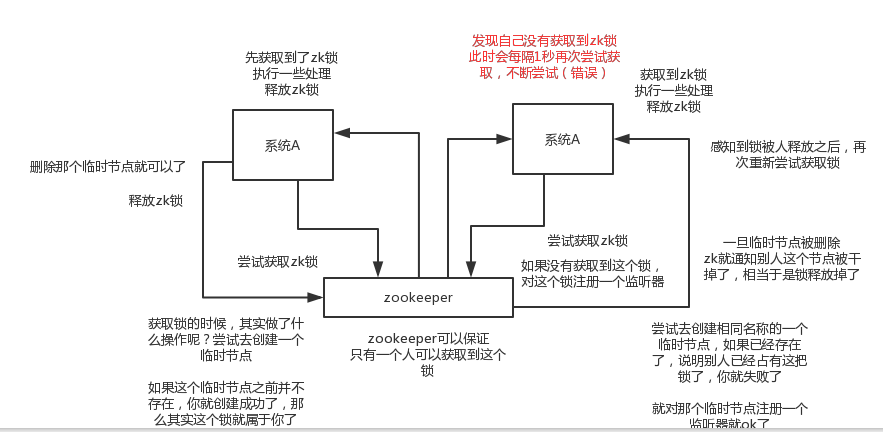 先获取到了zk锁
执行一些处理
释放zk锁
发现自己没有获取到zk锁
此时会每隔1秒再次尝试获
取，不断尝试（错误）
获取到zk锁
执行一些处理
释放zk锁
系统A
系统A
删除那个临时节点就可以了
释放zk锁
感知到锁被人释放之后，再
次重新尝试获取锁
尝试获取zk锁
尝试获取zk锁
如果没有获取到这个锁，
对这个锁注册一个监听器
一旦临时节点被删除
zk就通知别人这个节点被干
掉了，相当于是锁释放掉了
zookeeper
获取锁的时候，其实做了什
么操作呢？尝试去创建一个
临时节点
如果这个临时节点之前并不
存在，你就创建成功了，那
么其实这个锁就属于你了
zookeeper可以保证
只有一个人可以获取到这个
锁
尝试去创建相同名称的一个
临时节点，如果已经存在
了，说明别人已经占有这把
锁了，你就失败了
就对那个临时节点注册一个
监听器就ok了